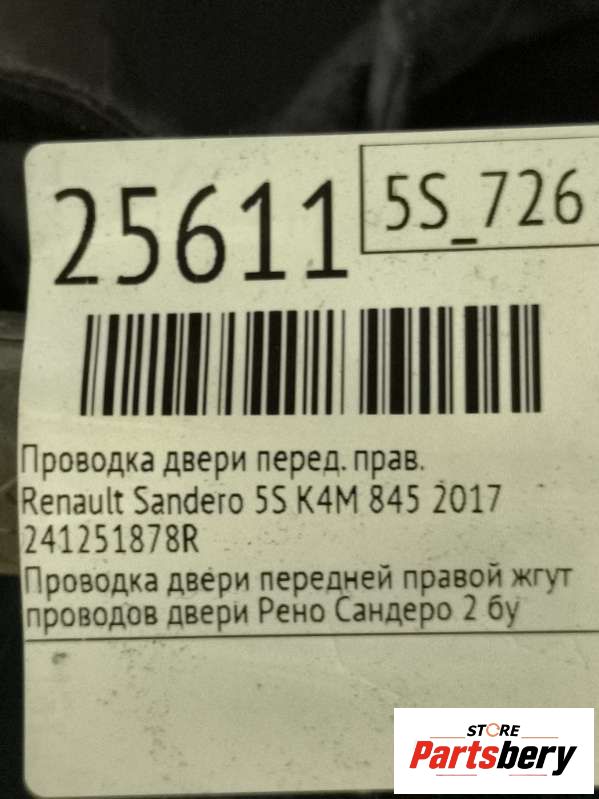 25611
5S_726
Проводка двери перед. прав.
Renault Sandero 5S K4M 845 2017
241251878R
Проводка двери передней правой жгут
проводов двери Рено Сандеро 2 бу
STORE
Partsbery